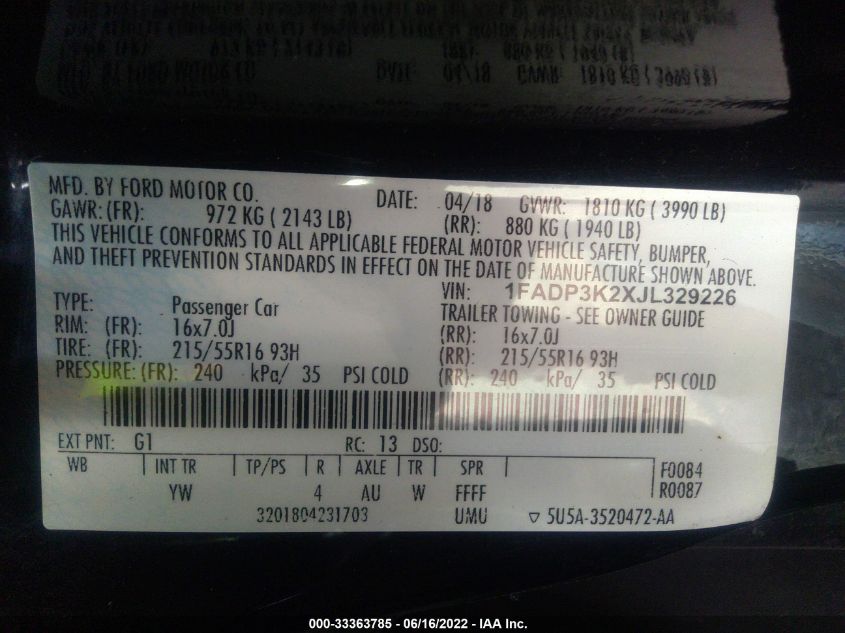 MFD. BY FORD MOTOR CO. DATE: 04/18 GVWR: 1810 KG ( 3990 LB)
GAWR: (FR): 972 KG ( 2143 LB) (RR): 880 KG ( 1940 LB)
THIS VEHICLE CONFORMS TO ALL APPLICABLE FEDERAL MOTOR VEHICLE SAFETY, BUMPER,
AND THEFT PREVENTION STANDARDS IN EFFECT ON THE DATE OF MANUFACTURE SHOWN ABOVE.
VIN: 1FADP3K2XJL329226
TYPE: Passenger Car TRAILER TOWING - SEE OWNER GUIDE
RIM: (FR): 16x7.0J (RR): 16x7.0J
TIRE: (FR): 215/55R16 93H (RR): 215/55R16 93H
PRESSURE: (FR): 240 kPa/ 35 PSI COLD (RR): 240 kPa/ 35 PSI COLD
EXT PNT: G1 RC: 13 DSO:
WB INT TR TP/PS R AXLE TR SPR F0084
YW 4 AU W FFFF R0087
3201804231703 UMU ▽ 5U5A-3520472-AA
000-33363785 - 06/16/2022 - IAA Inc.